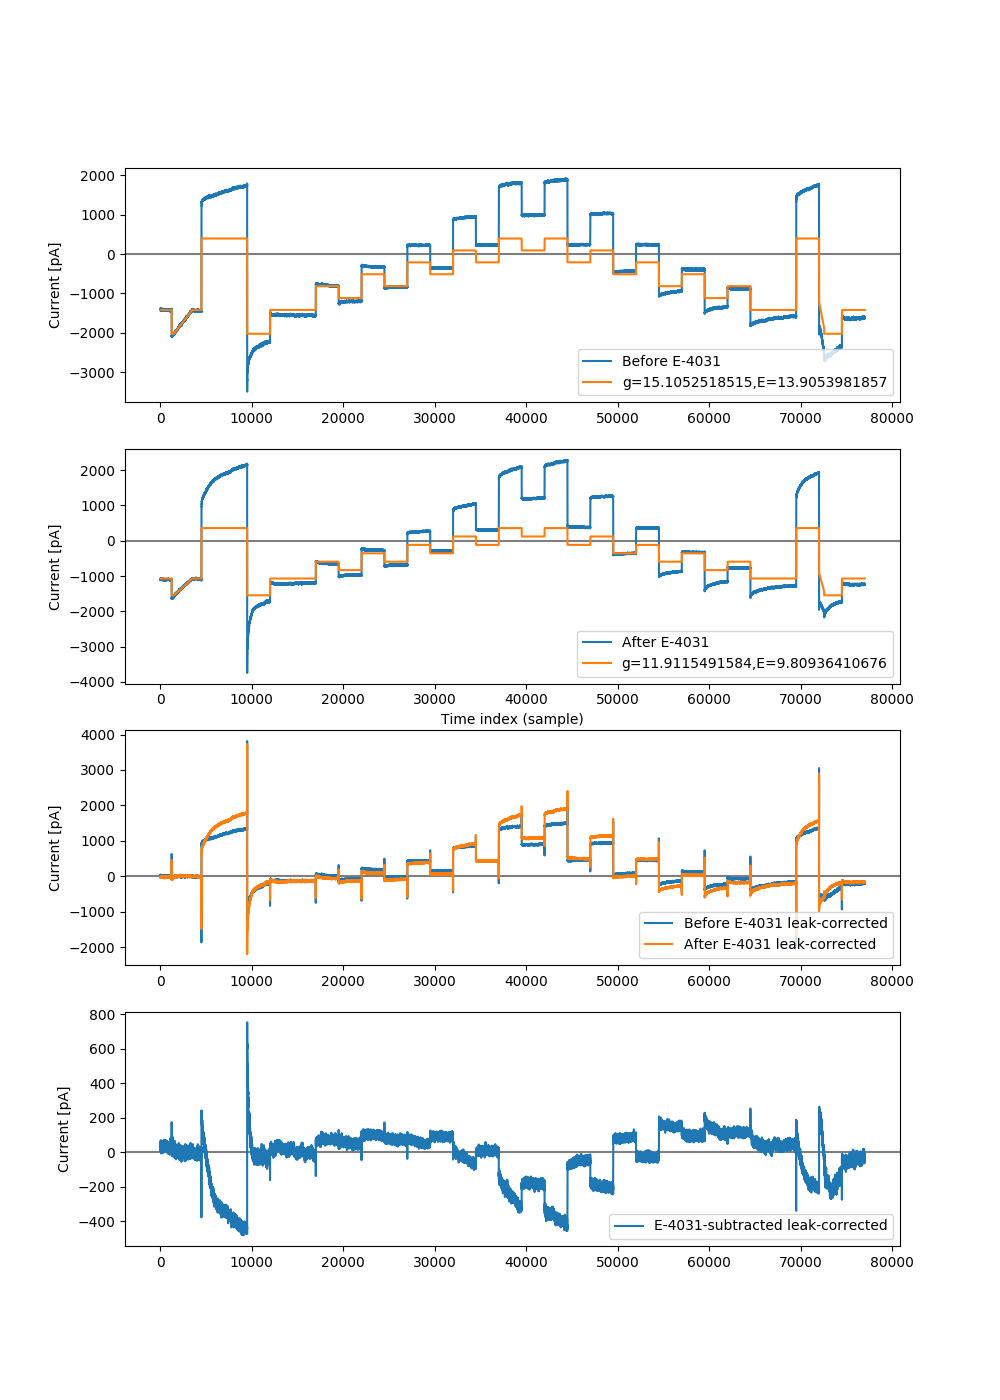 2000
1000
0
−1000
−2000
−3000
Current [pA]
Before E-4031
g=15.1052518515,E=13.9053981857
0 10000 20000 30000 40000 50000 60000 70000 80000
2000
1000
0
−1000
−2000
−3000
−4000
Current [pA]
After E-4031
g=11.9115491584,E=9.80936410676
0 10000 20000 30000 40000 50000 60000 70000 80000
Time index (sample)
4000
3000
2000
1000
0
−1000
−2000
Current [pA]
Before E-4031 leak-corrected
After E-4031 leak-corrected
0 10000 20000 30000 40000 50000 60000 70000 80000
800
600
400
200
0
−200
−400
Current [pA]
E-4031-subtracted leak-corrected
0 10000 20000 30000 40000 50000 60000 70000 80000